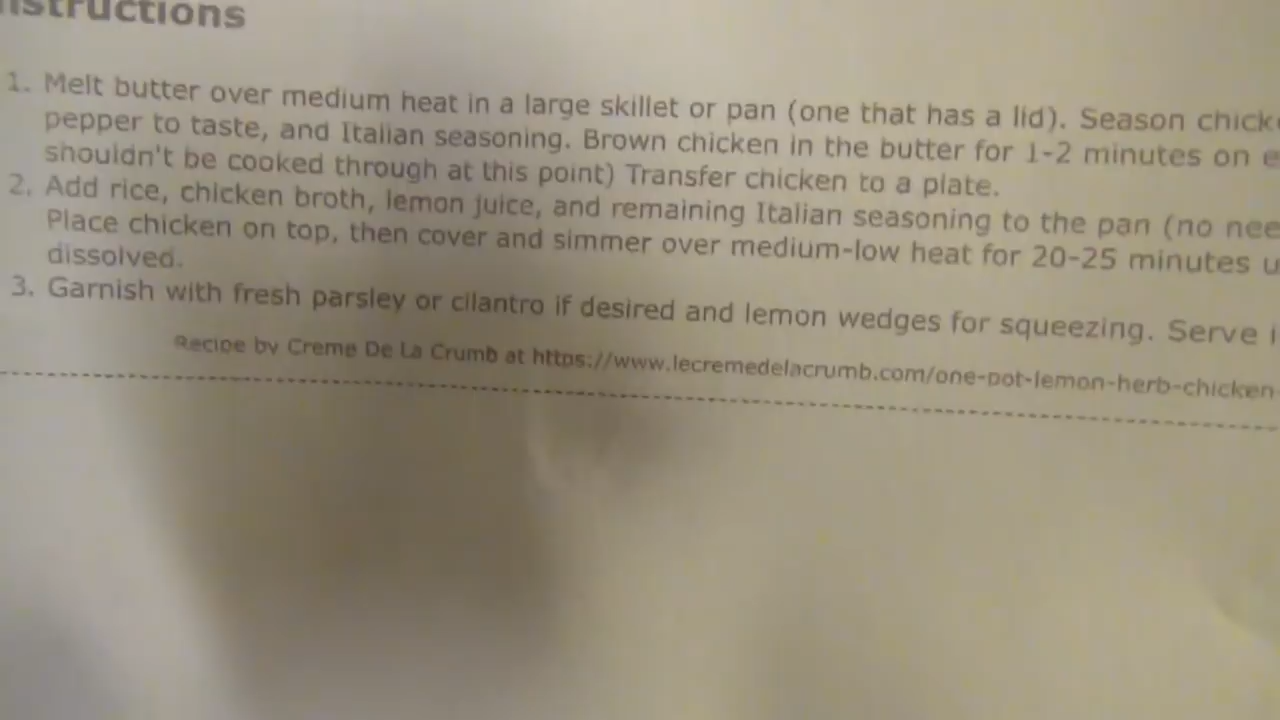 nstructions
1. Melt butter over medium heat in a large skillet or pan (one that has a lid). Season chick
pepper to taste, and Italian seasoning. Brown chicken in the butter for 1-2 minutes on e
shouldn't be cooked through at this point) Transfer chicken to a plate.
2. Add rice, chicken broth, lemon juice, and remaining Italian seasoning to the pan (no nee
Place chicken on top, then cover and simmer over medium-low heat for 20-25 minutes u
dissolved.
3. Garnish with fresh parsley or cilantro if desired and lemon wedges for squeezing. Serve i
Recipe by Creme De La Crumb at https://www.lecremedelacrumb.com/one-pot-lemon-herb-chicken-